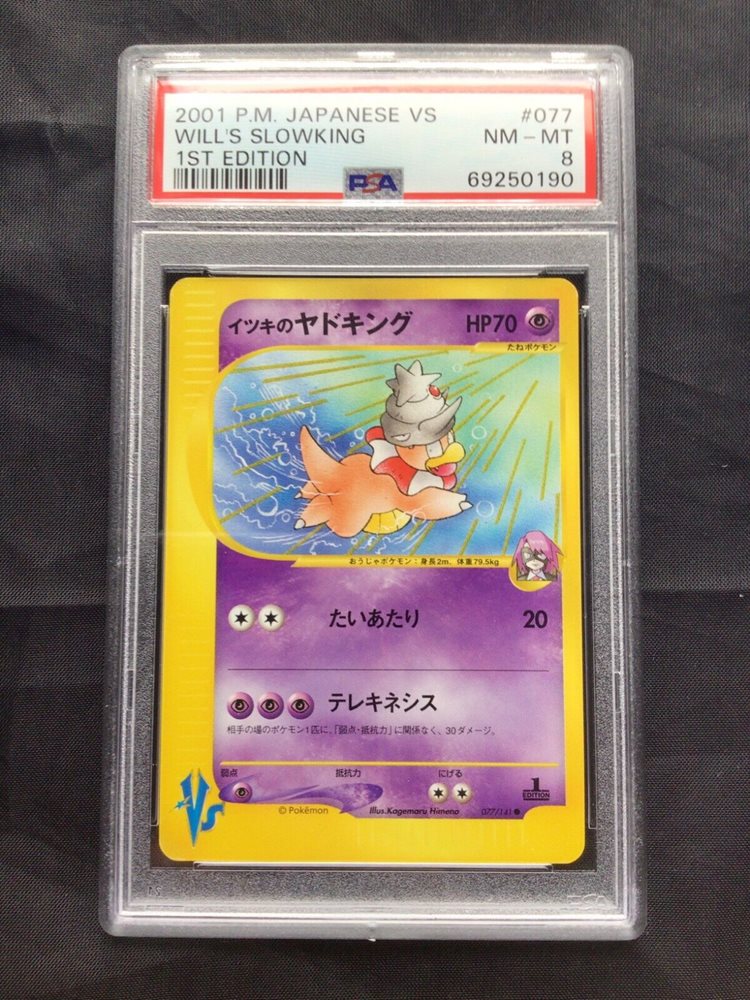 2001 P.M. JAPANESE VS #077
WILL'S SLOWKING NM - MT
1ST EDITION 8
PSA 69250190
イツキのヤドキング HP70
たねポケモン
おうじゃポケモン：身長2m、体重79.5kg
たいあたり 20
テレキネシス
相手の場のポケモン1匹に、「弱点・抵抗力」に関係なく、30ダメージ。
弱点 抵抗力 にげる
VS
1
EDITION
© Pokémon Illus.Kagemaru Himeno 077/141